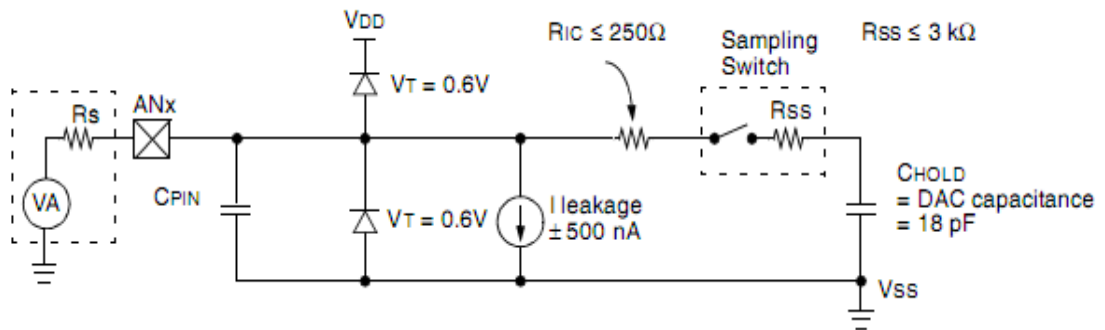 VDD
RIC ≤ 250Ω
Sampling
Switch
RSS ≤ 3 kΩ
VT = 0.6V
Rs
ANx
RSS
VA
CPIN
VT = 0.6V
I leakage
± 500 nA
CHOLD
= DAC capacitance
= 18 pF
VSS